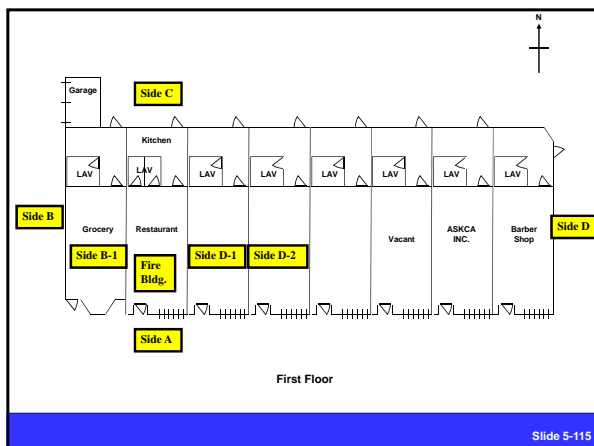 N
Garage
Side C
Kitchen
LAV
LAV
LAV
LAV
LAV
LAV
LAV
LAV
Side B
Grocery
Restaurant
Side D
Vacant
ASKCA
INC.
Barber
Shop
Side B-1
Fire
Bldg.
Side D-1
Side D-2
Side A
First Floor
Slide 5-115